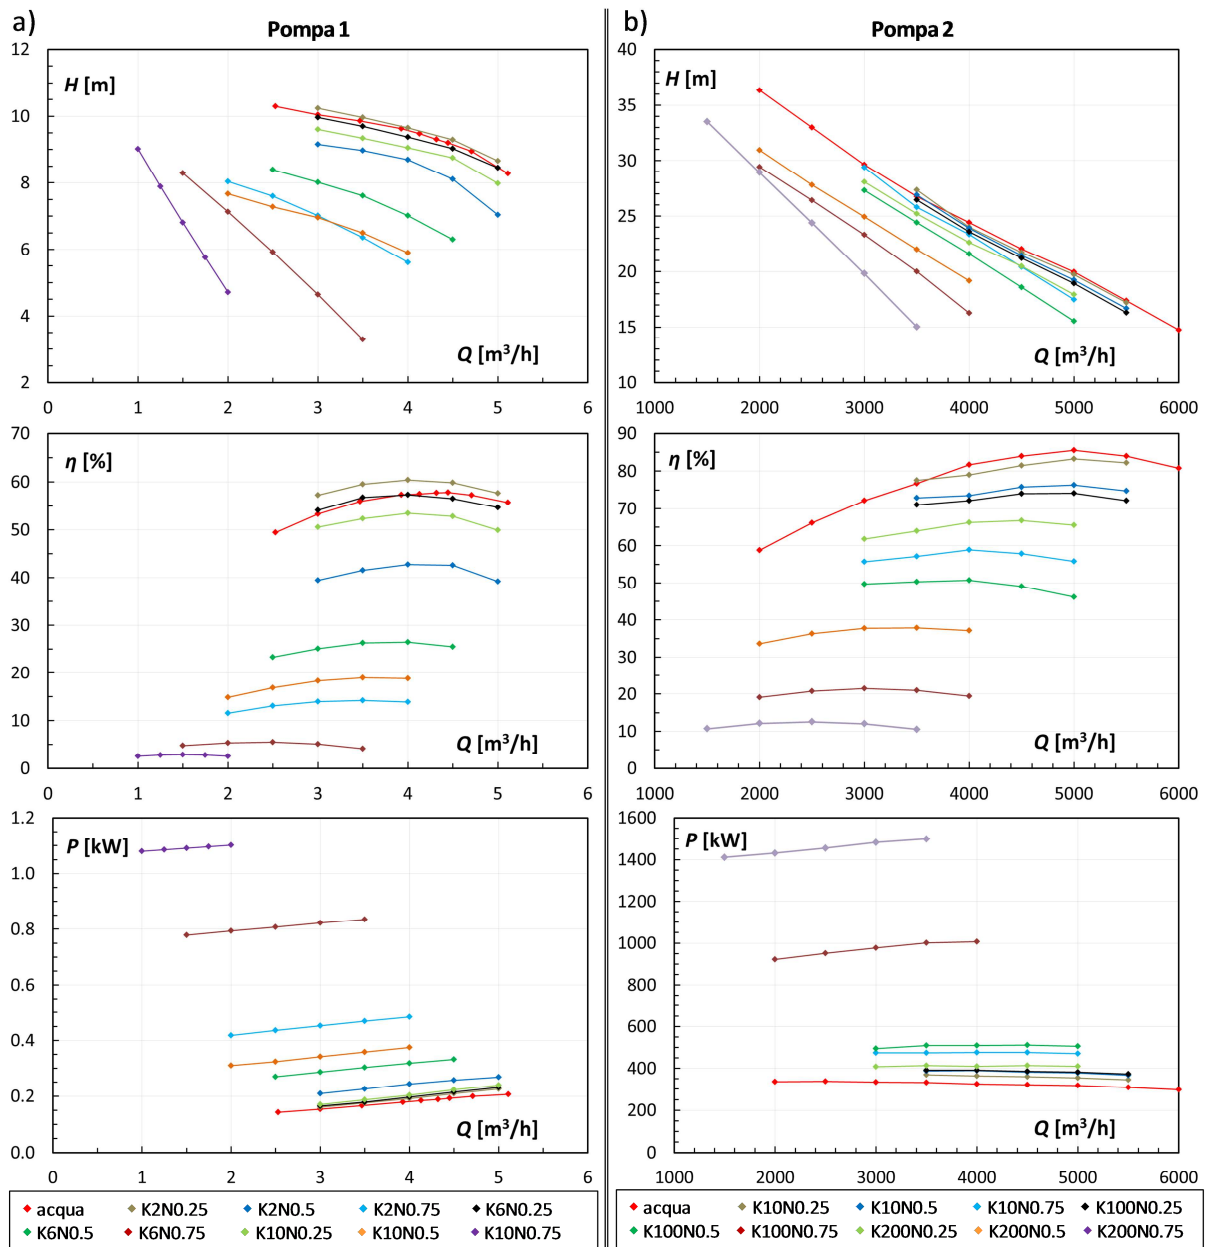 a)
Pompa 1
12
10
8
6
4
2
H [m]
Q [m³/h]
0 1 2 3 4 5 6
70
60
50
40
30
20
10
0
η [%]
Q [m³/h]
0 1 2 3 4 5 6
1.2
1.0
0.8
0.6
0.4
0.2
0.0
P [kW]
Q [m³/h]
0 1 2 3 4 5 6
acqua K2N0.25 K2N0.5 K2N0.75 K6N0.25
K6N0.5 K6N0.75 K10N0.25 K10N0.5 K10N0.75
b)
Pompa 2
40
35
30
25
20
15
10
H [m]
Q [m³/h]
1000 2000 3000 4000 5000 6000
90
80
70
60
50
40
30
20
10
0
η [%]
Q [m³/h]
1000 2000 3000 4000 5000 6000
1600
1400
1200
1000
800
600
400
200
0
P [kW]
Q [m³/h]
1000 2000 3000 4000 5000 6000
acqua K10N0.25 K10N0.5 K10N0.75 K100N0.25
K100N0.5 K100N0.75 K200N0.25 K200N0.5 K200N0.75